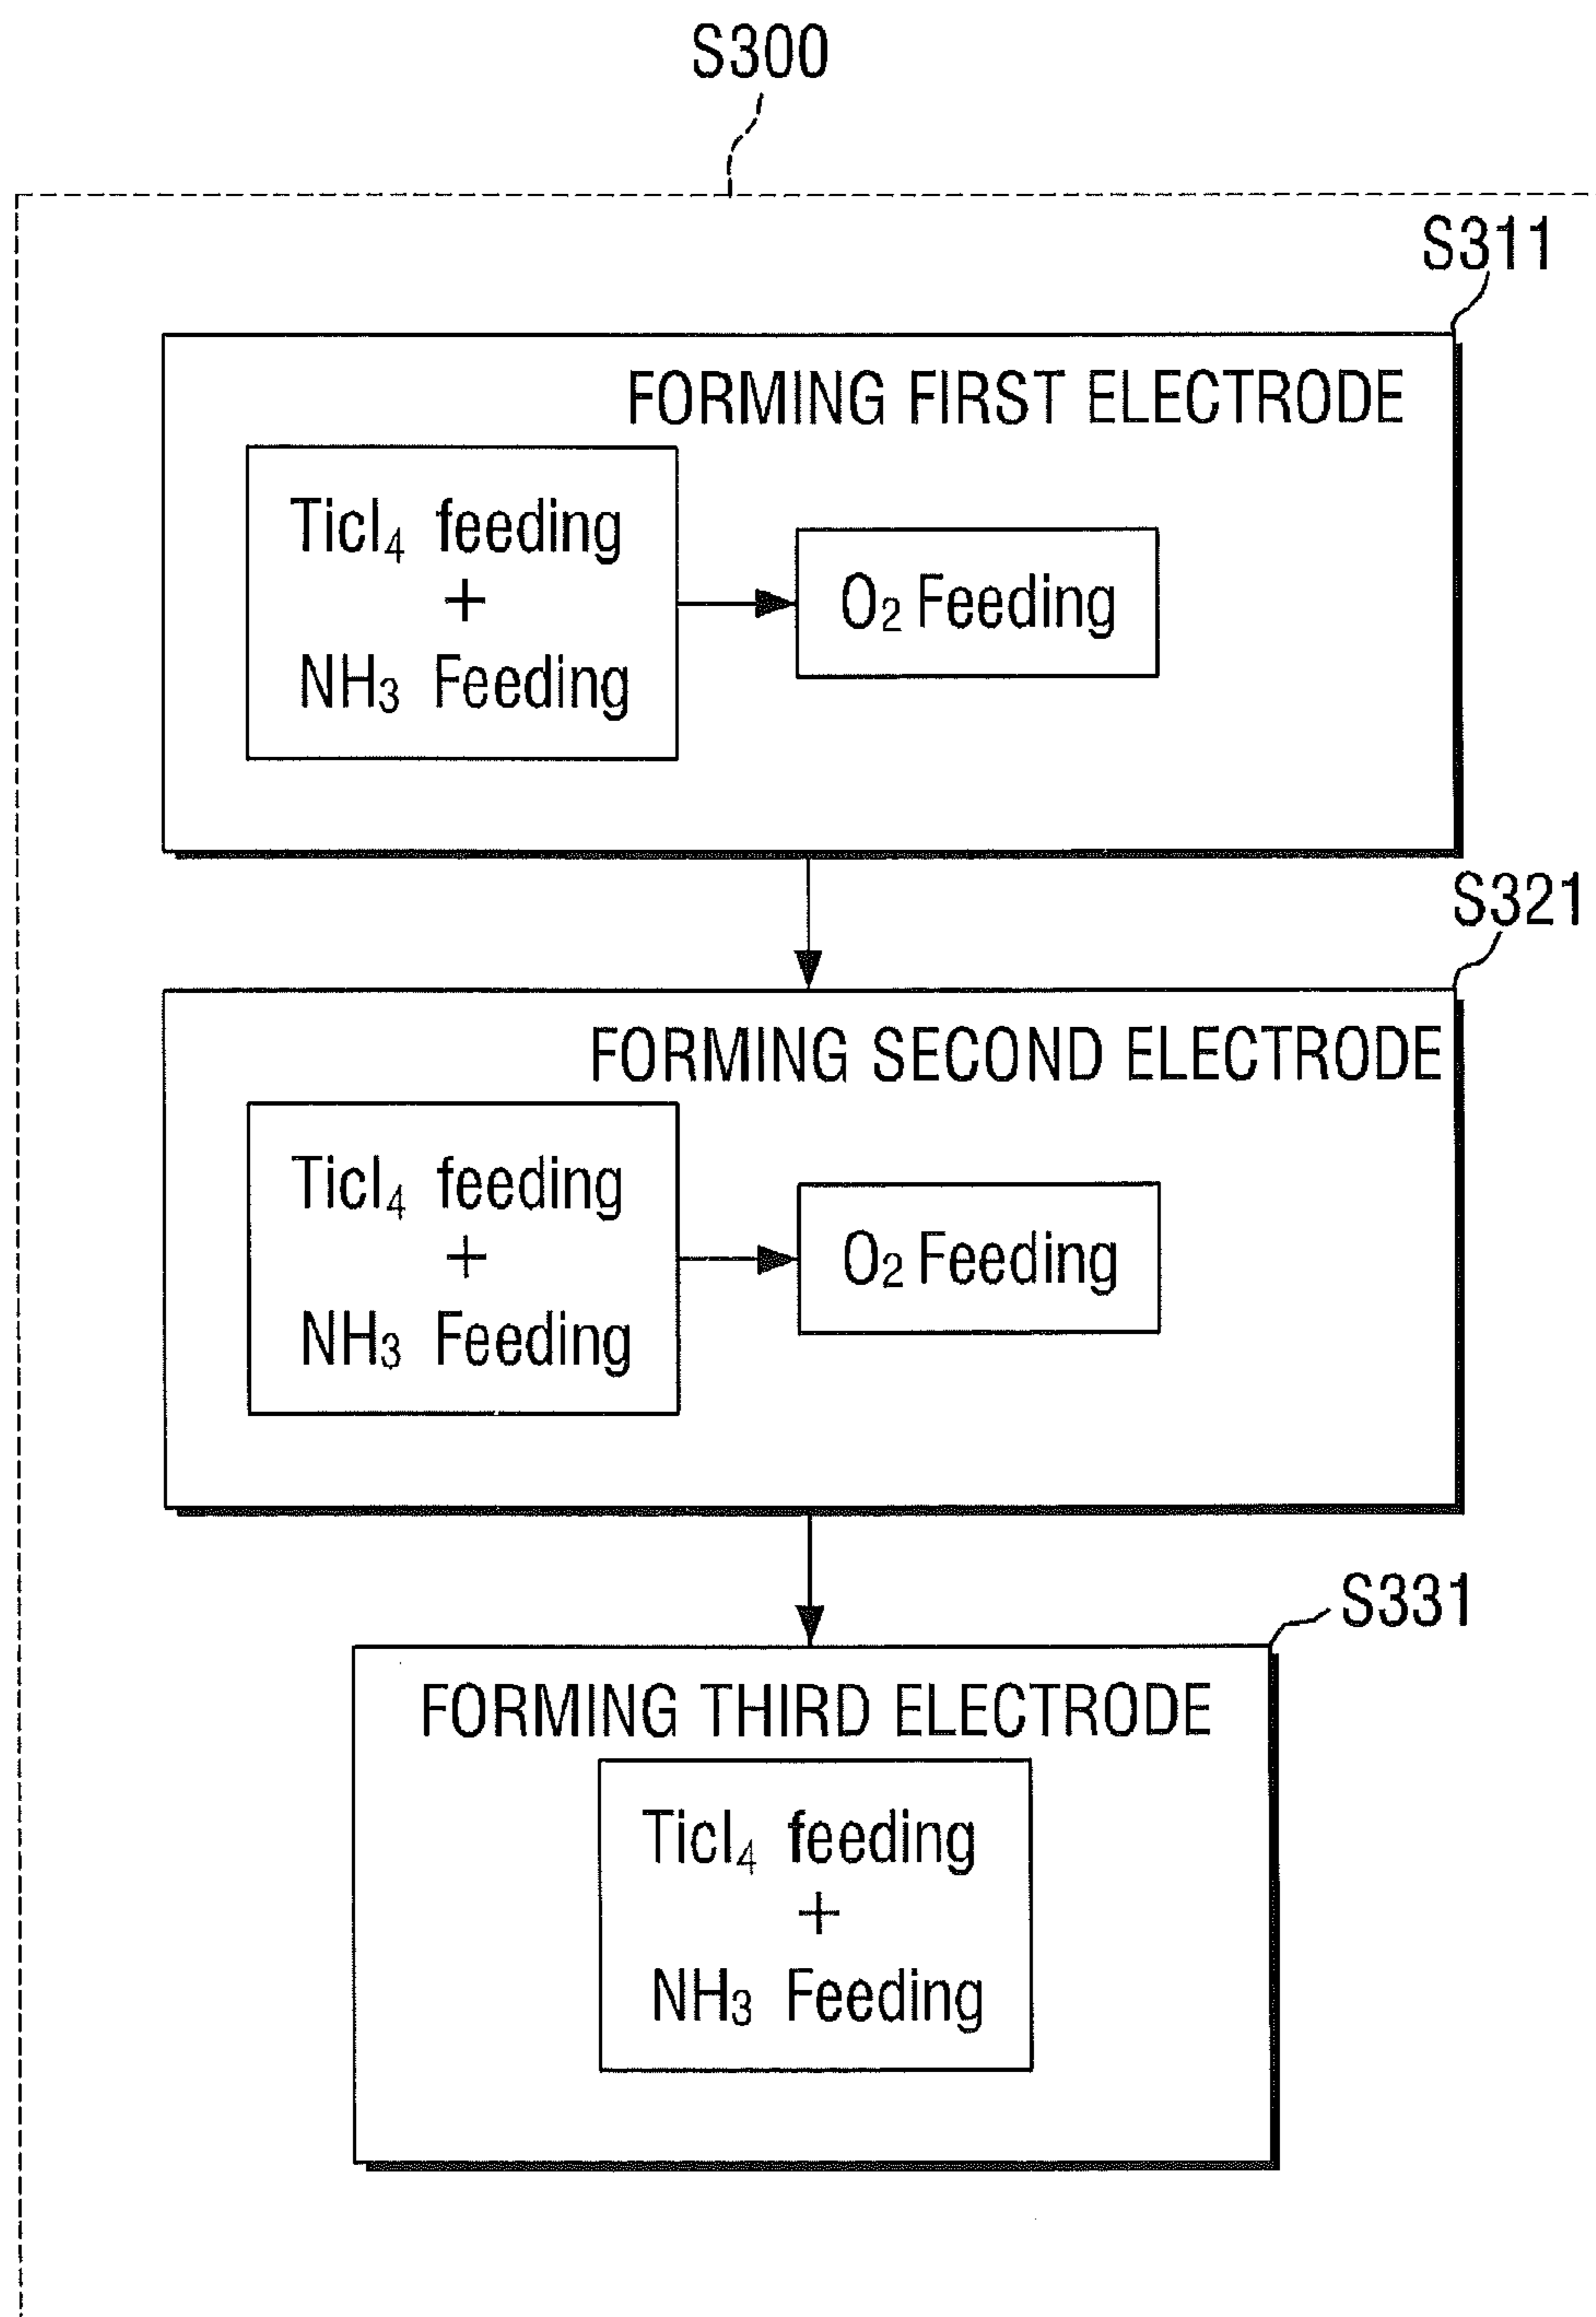 S300
S311
FORMING FIRST ELECTRODE
Ticl₄ feeding
+
NH₃ Feeding
O₂ Feeding
S321
FORMING SECOND ELECTRODE
Ticl₄ feeding
+
NH₃ Feeding
O₂ Feeding
S331
FORMING THIRD ELECTRODE
Ticl₄ feeding
+
NH₃ Feeding